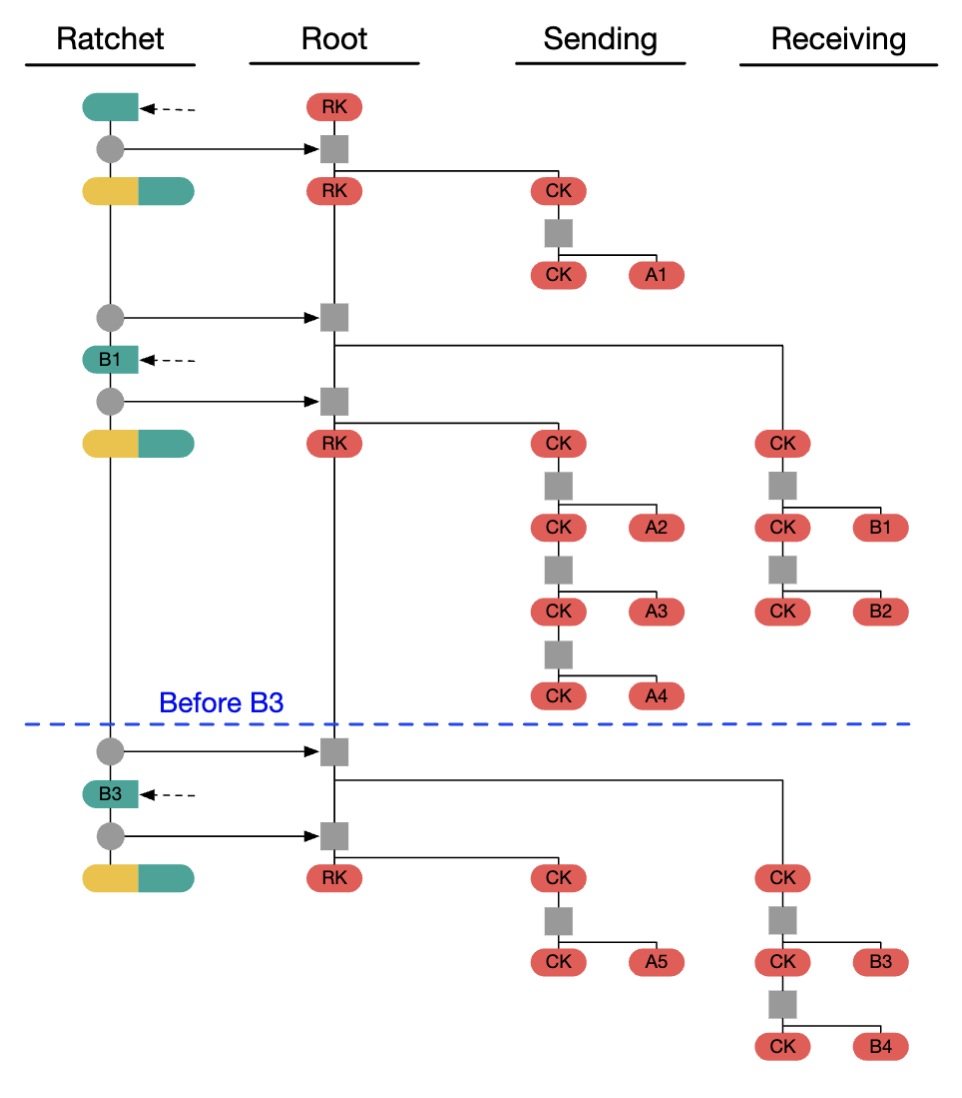 Ratchet Root Sending Receiving
RK
RK CK
CK A1
B1
RK CK CK
CK A2 CK B1
CK A3 CK B2
CK A4
Before B3
B3
RK CK CK
CK A5 CK B3
CK B4